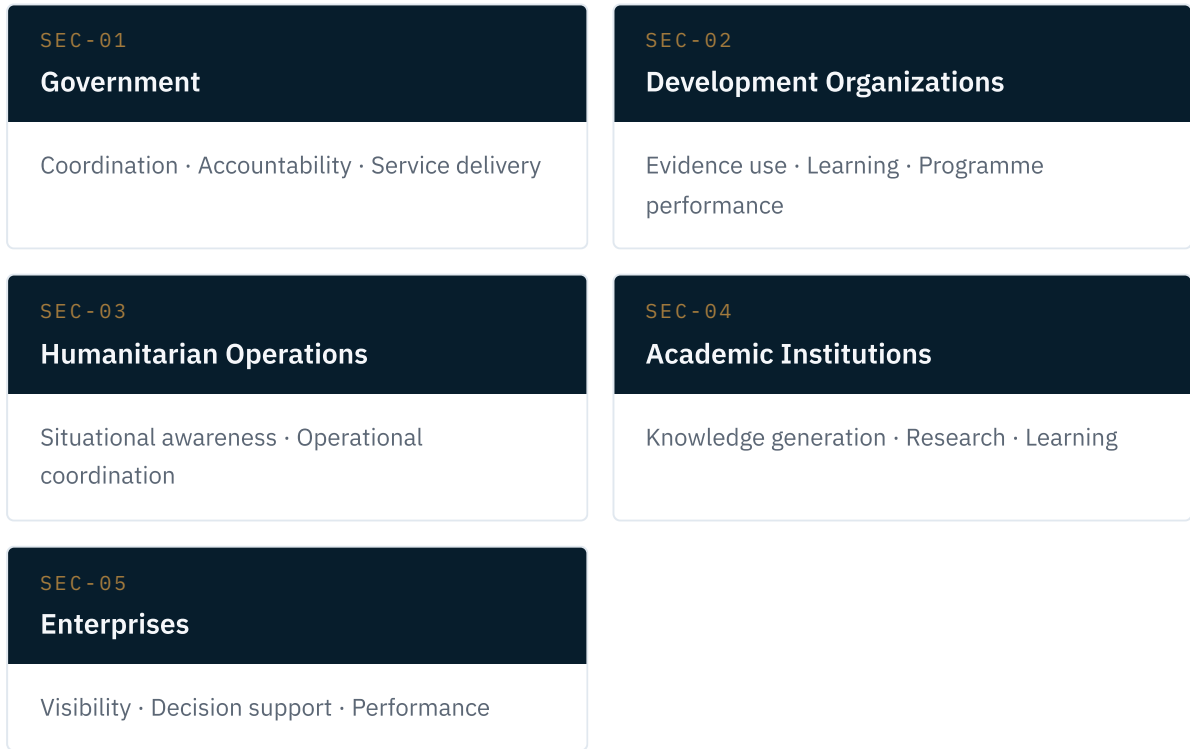 SEC-01
Government
Coordination · Accountability · Service delivery
SEC-02
Development Organizations
Evidence use · Learning · Programme
performance
SEC-03
Humanitarian Operations
Situational awareness · Operational
coordination
SEC-04
Academic Institutions
Knowledge generation · Research · Learning
SEC-05
Enterprises
Visibility · Decision support · Performance